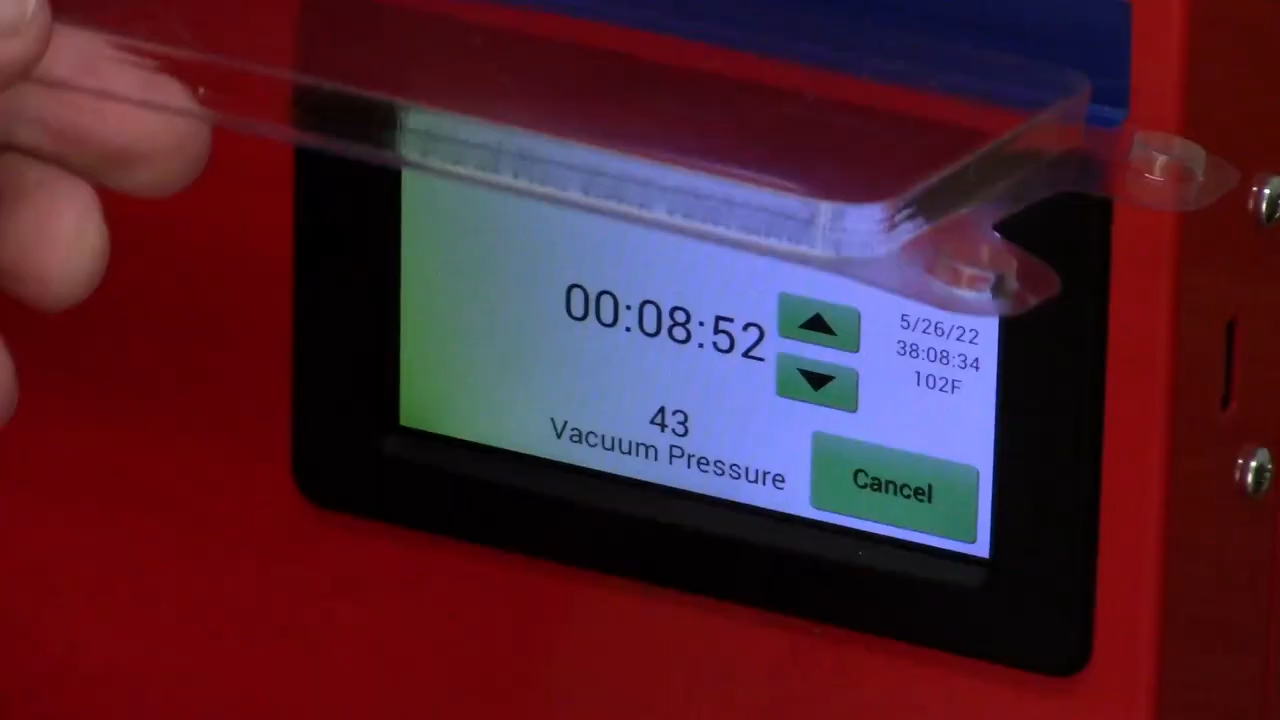 00:08:52
5/26/22
38:08:34
102F
43
Vacuum Pressure
Cancel